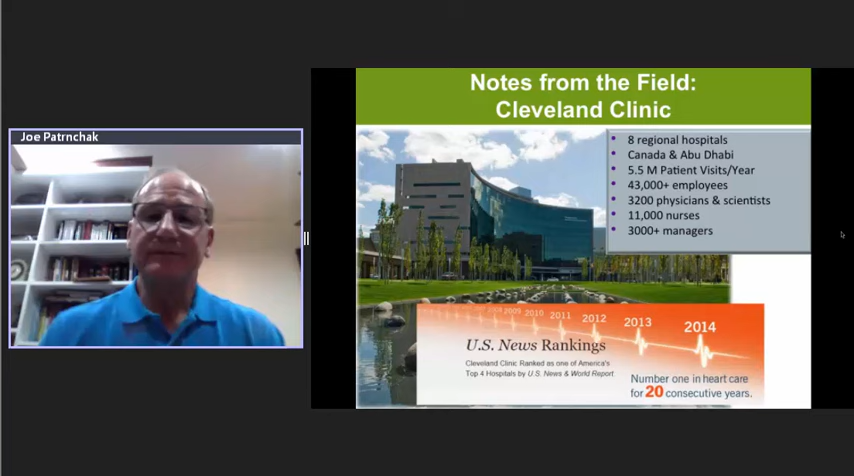 Joe Patrnchak
Notes from the Field:
Cleveland Clinic
8 regional hospitals
Canada & Abu Dhabi
5.5 M Patient Visits/Year
43,000+ employees
3200 physicians & scientists
11,000 nurses
3000+ managers
2009 2010 2011 2012 2013 2014
U.S. News Rankings
Cleveland Clinic Ranked as one of America's
Top 4 Hospitals by U.S. News & World Report
Number one in heart care
for 20 consecutive years.